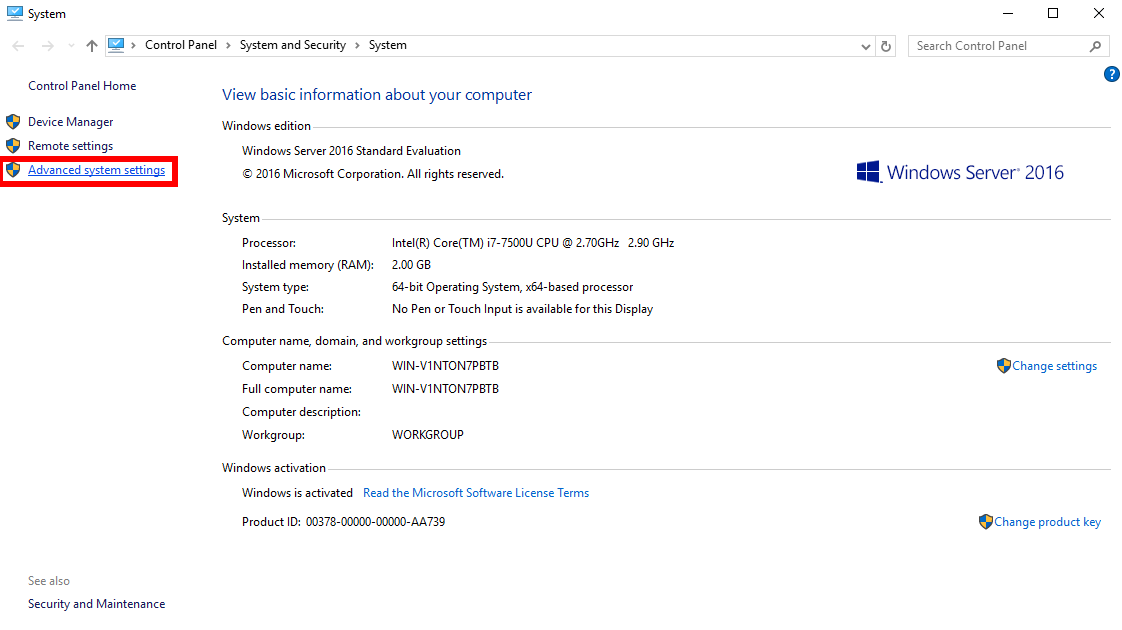 System
Control Panel > System and Security > System
Search Control Panel
?
Control Panel Home
Device Manager
Remote settings
Advanced system settings
View basic information about your computer
Windows edition
Windows Server 2016 Standard Evaluation
© 2016 Microsoft Corporation. All rights reserved.
Windows Server® 2016
System
Processor: Intel(R) Core(TM) i7-7500U CPU @ 2.70GHz 2.90 GHz
Installed memory (RAM): 2.00 GB
System type: 64-bit Operating System, x64-based processor
Pen and Touch: No Pen or Touch Input is available for this Display
Computer name, domain, and workgroup settings
Computer name: WIN-V1NTON7PBTB
Change settings
Full computer name: WIN-V1NTON7PBTB
Computer description:
Workgroup: WORKGROUP
Windows activation
Windows is activated Read the Microsoft Software License Terms
Product ID: 00378-00000-00000-AA739
Change product key
See also
Security and Maintenance